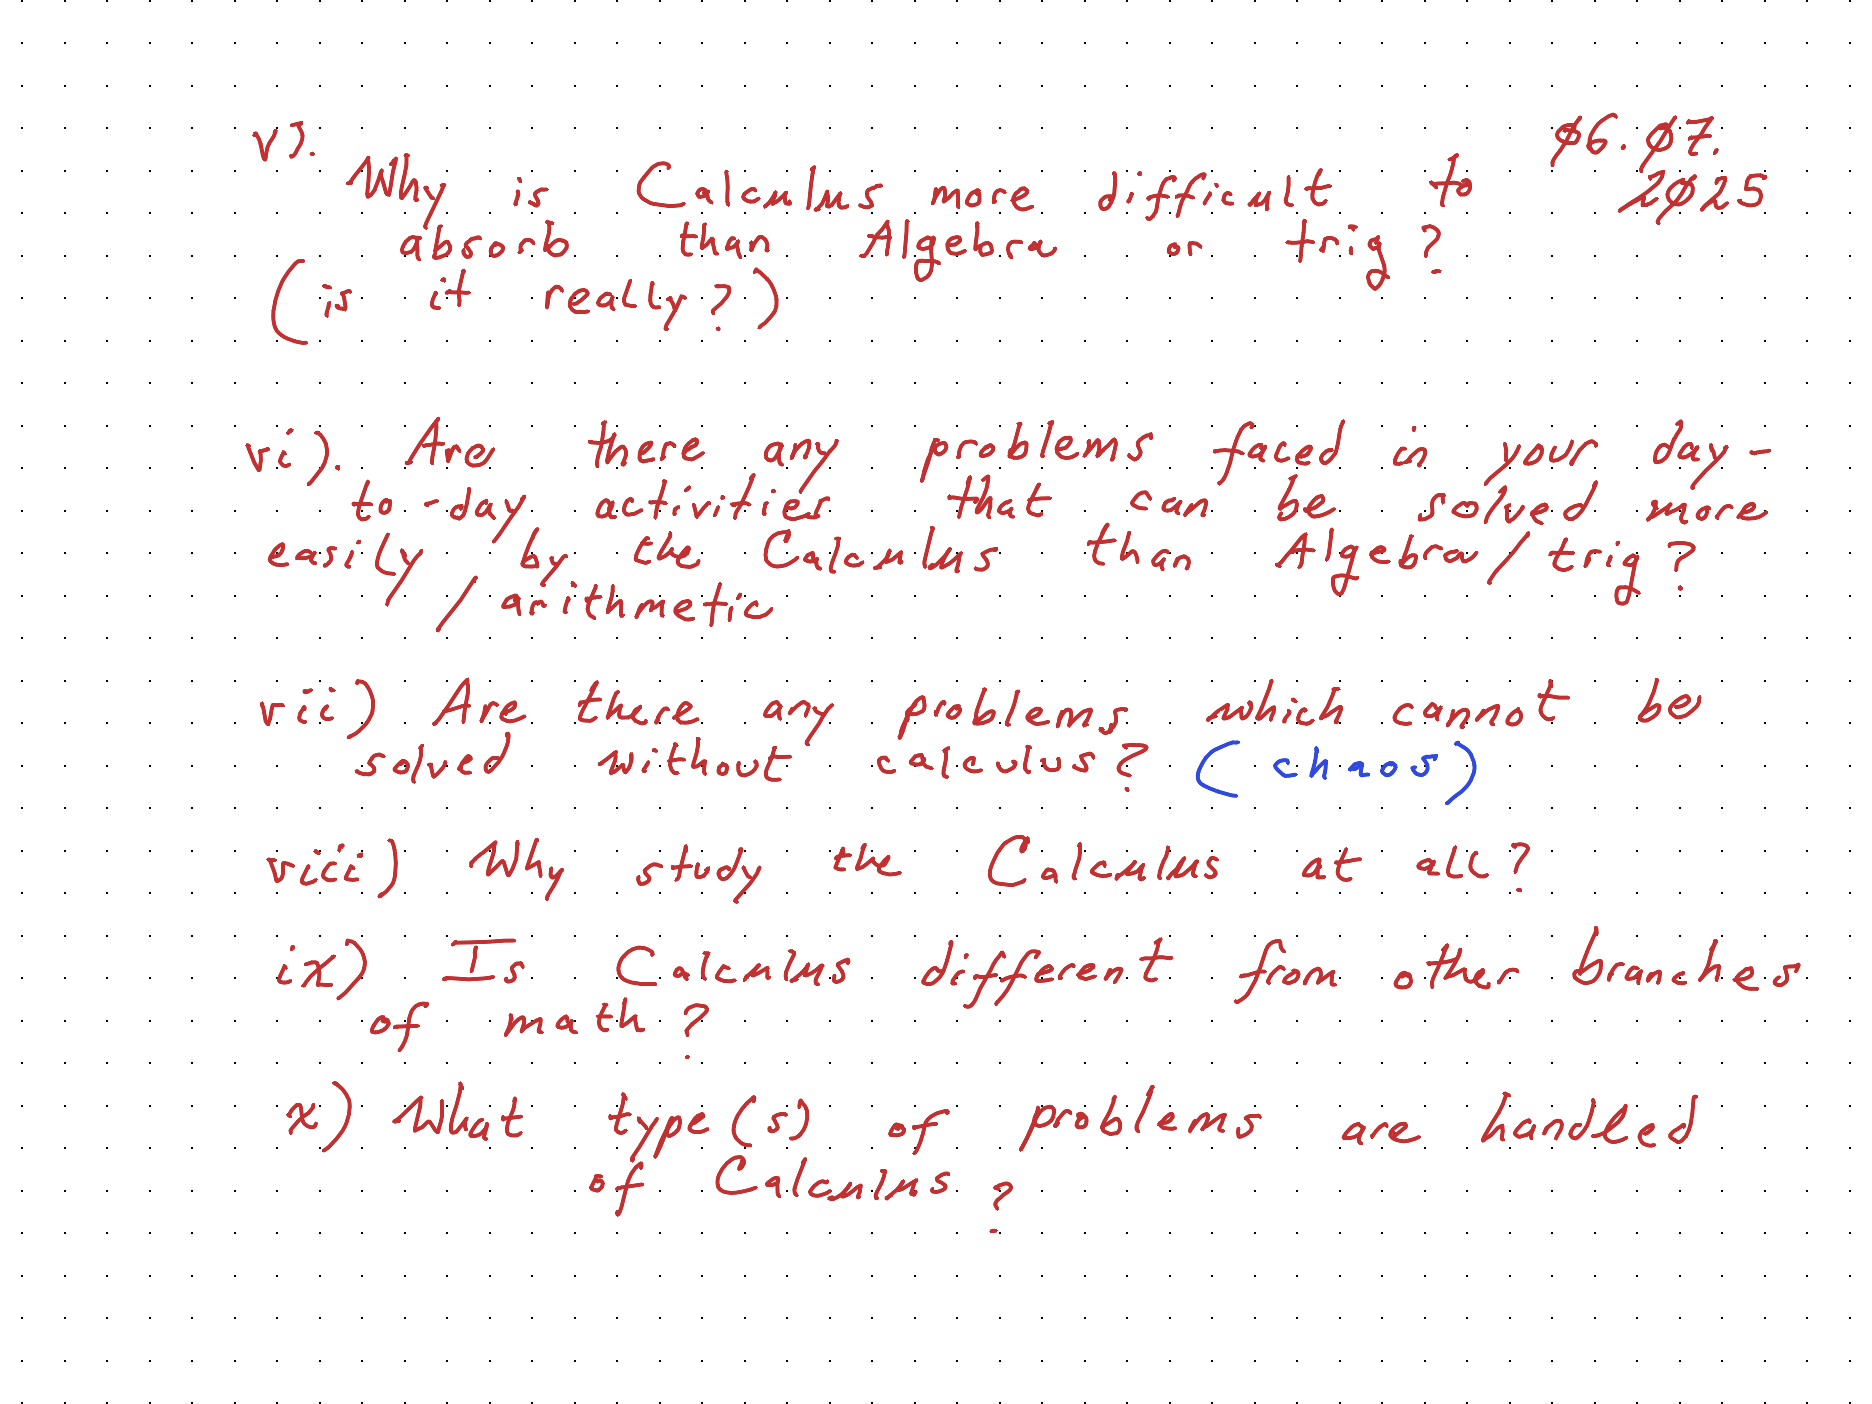 v).
Why is Calculus more difficult to
absorb than Algebra or trig?
(is it really?)
06.07.
2025
vi). Are there any problems faced in your day-
to-day activities that can be solved more
easily by the Calculus than Algebra/trig?
/arithmetic
vii) Are there any problems which cannot be
solved without calculus? (chaos)
viii) Why study the Calculus at all?
ix) Is Calculus different from other branches
of math?
x) What type(s) of problems are handled
of Calculus?